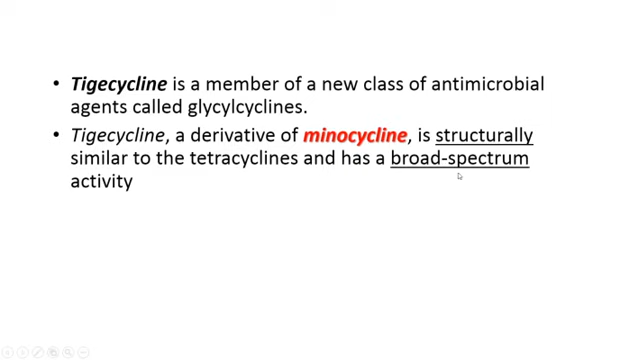 • Tigecycline is a member of a new class of antimicrobial
agents called glycylcyclines.
• Tigecycline, a derivative of minocycline, is structurally
similar to the tetracyclines and has a broad-spectrum
activity